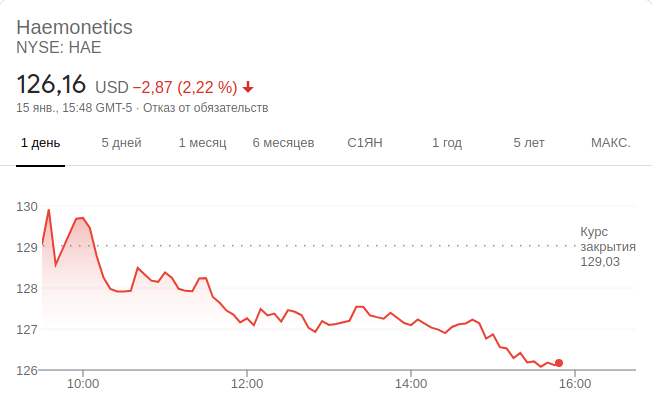 Haemonetics
NYSE: HAE
126,16 USD −2,87 (2,22 %)
15 янв., 15:48 GMT-5 · Отказ от обязательств
1 день 5 дней 1 месяц 6 месяцев С1ЯН 1 год 5 лет МАКС.
130
129
128
127
126
Курс
закрытия
129,03
10:00 12:00 14:00 16:00